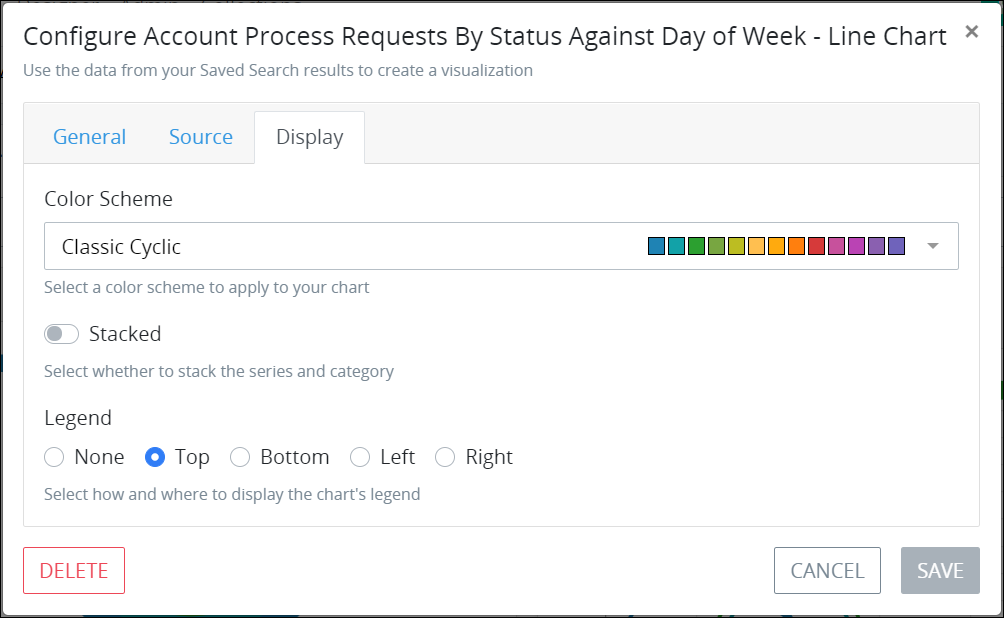 Configure Account Process Requests By Status Against Day of Week - Line Chart ×
Use the data from your Saved Search results to create a visualization
General Source Display
Color Scheme
Classic Cyclic
Select a color scheme to apply to your chart
Stacked
Select whether to stack the series and category
Legend
None Top Bottom Left Right
Select how and where to display the chart's legend
DELETE CANCEL SAVE